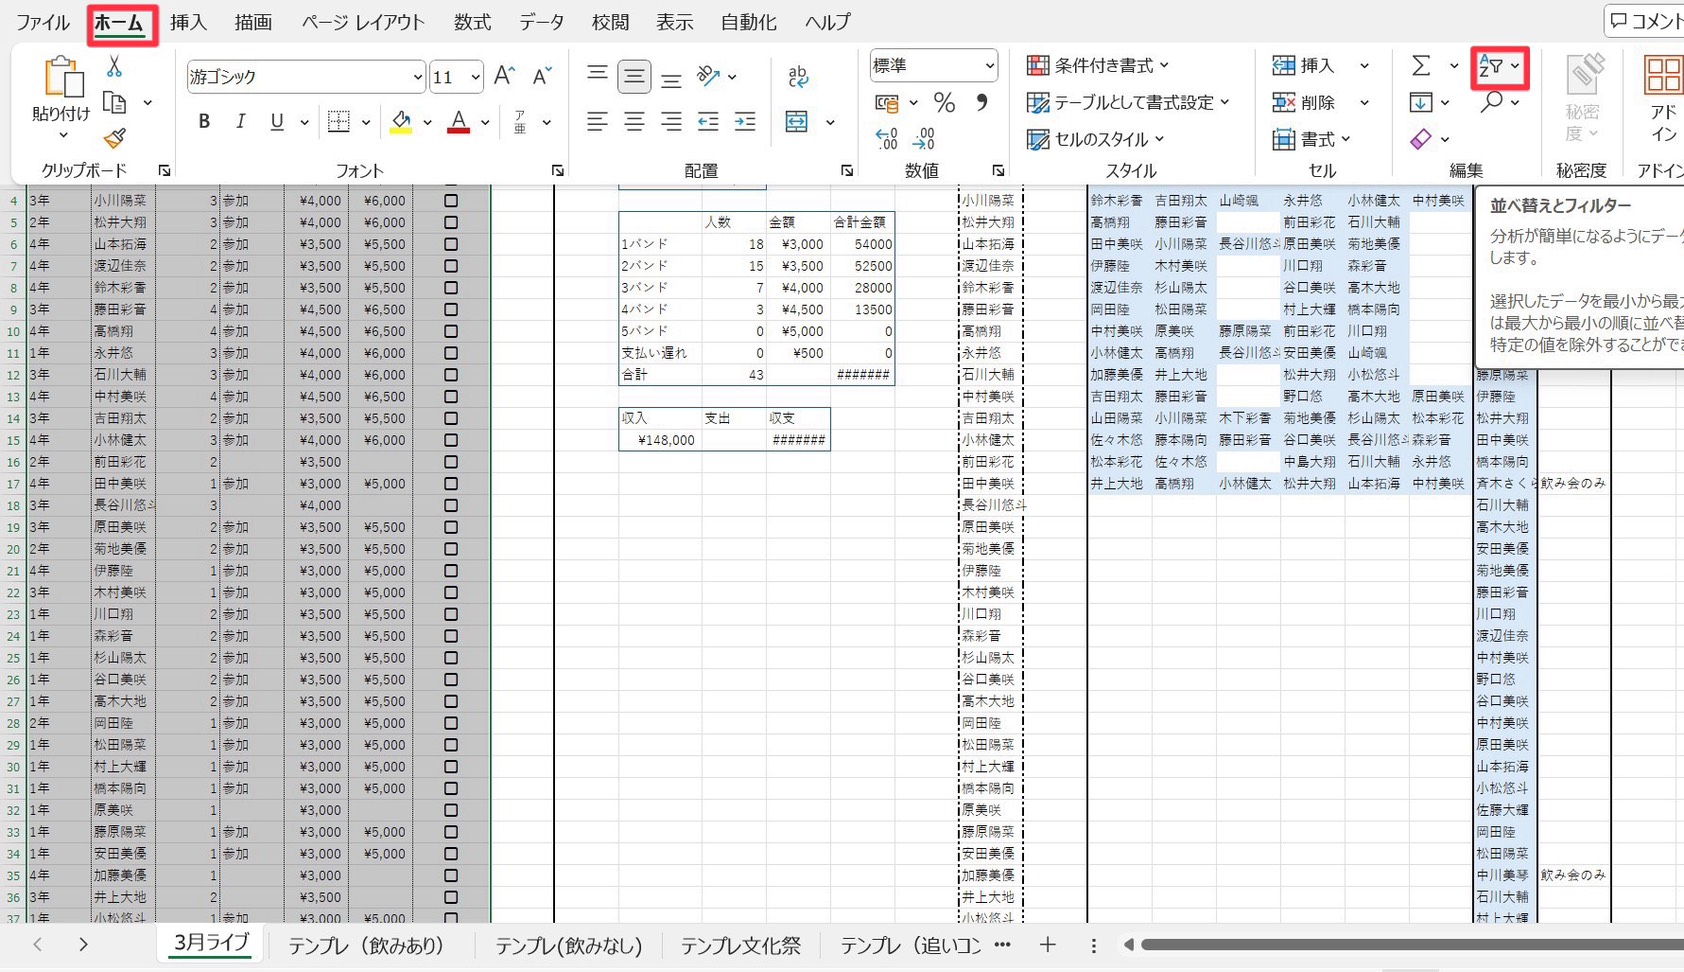 ファイル ホーム 挿入 描画 ページ レイアウト 数式 データ 校閲 表示 自動化 ヘルプ コメント
貼り付け
クリップボード
游ゴシック 11
B I U A ア亜
フォント
ab
配置
標準
% 9
数値
条件付き書式
テーブルとして書式設定
セルのスタイル
スタイル
挿入
削除
書式
セル
Σ
編集
秘密度
秘密度
アドイン
アドイン
並べ替えとフィルター
分析が簡単になるようにデータ
します。
選択したデータを最小から最
は最大から最小の順に並べ
特定の値を除外することができ
4 3年 小川陽菜 3 参加 ¥4,000 ¥6,000 小川陽菜 鈴木彩香 吉田翔太 山崎颯 永井悠 小林健太 中村美咲
5 2年 松井大翔 3 参加 ¥4,000 ¥6,000 人数 金額 合計金額 松井大翔 高橋翔 藤田彩音 前田彩花 石川大輔
6 4年 山本拓海 2 参加 ¥3,500 ¥5,500 1バンド 18 ¥3,000 54000 山本拓海 田中美咲 小川陽菜 長谷川悠斗 原田美咲 菊地美優
7 4年 渡辺佳奈 2 参加 ¥3,500 ¥5,500 2バンド 15 ¥3,500 52500 渡辺佳奈 伊藤陸 木村美咲 川口翔 森彩音
8 4年 鈴木彩香 2 参加 ¥3,500 ¥5,500 3バンド 7 ¥4,000 28000 鈴木彩香 渡辺佳奈 杉山陽太 谷口美咲 高木大地
9 3年 藤田彩音 4 参加 ¥4,500 ¥6,500 4バンド 3 ¥4,500 13500 藤田彩音 岡田陸 松田陽菜 村上大輝 橋本陽向
10 4年 高橋翔 4 参加 ¥4,500 ¥6,500 5バンド 0 ¥5,000 0 高橋翔 中村美咲 原美咲 藤原陽菜 前田彩花 川口翔
11 1年 永井悠 3 参加 ¥4,000 ¥6,000 支払い遅れ 0 ¥500 0 永井悠 小林健太 高橋翔 長谷川悠斗 安田美優 山崎颯
12 3年 石川大輔 3 参加 ¥4,000 ¥6,000 合計 43 ####### 石川大輔 加藤美優 井上大地 松井大翔 小松悠斗 藤原陽菜
13 4年 中村美咲 4 参加 ¥4,500 ¥6,500 中村美咲 吉田翔太 藤田彩音 野口悠 高木大地 原田美咲 伊藤陸
14 3年 吉田翔太 2 参加 ¥3,500 ¥5,500 収入 支出 収支 吉田翔太 山田陽菜 小川陽菜 木下彩香 菊地美優 杉山陽太 松本彩花 松井大翔
15 4年 小林健太 3 参加 ¥4,000 ¥6,000 ¥148,000 ####### 小林健太 佐々木悠 藤本陽向 藤田彩音 谷口美咲 長谷川悠斗 森彩音 田中美咲
16 2年 前田彩花 2 ¥3,500 前田彩花 松本彩花 佐々木悠 中島大翔 石川大輔 永井悠 橋本陽向
17 4年 田中美咲 1 参加 ¥3,000 ¥5,000 田中美咲 井上大地 高橋翔 小林健太 松井大翔 山本拓海 中村美咲 斉木さくら 飲み会のみ
18 3年 長谷川悠斗 3 ¥4,000 長谷川悠斗 石川大輔
19 3年 原田美咲 2 参加 ¥3,500 ¥5,500 原田美咲 高木大地
20 2年 菊地美優 2 参加 ¥3,500 ¥5,500 菊地美優 安田美優
21 4年 伊藤陸 1 参加 ¥3,000 ¥5,000 伊藤陸 菊地美優
22 3年 木村美咲 1 参加 ¥3,000 ¥5,000 木村美咲 藤田彩音
23 1年 川口翔 2 参加 ¥3,500 ¥5,500 川口翔 川口翔
24 1年 森彩音 2 参加 ¥3,500 ¥5,500 森彩音 渡辺佳奈
25 1年 杉山陽太 2 参加 ¥3,500 ¥5,500 杉山陽太 中村美咲
26 1年 谷口美咲 2 参加 ¥3,500 ¥5,500 谷口美咲 野口悠
27 1年 高木大地 2 参加 ¥3,500 ¥5,500 高木大地 谷口美咲
28 2年 岡田陸 1 参加 ¥3,000 ¥5,000 岡田陸 中村美咲
29 1年 松田陽菜 1 参加 ¥3,000 ¥5,000 松田陽菜 原田美咲
30 1年 村上大輝 1 参加 ¥3,000 ¥5,000 村上大輝 山本拓海
31 1年 橋本陽向 1 参加 ¥3,000 ¥5,000 橋本陽向 小松悠斗
32 1年 原美咲 1 ¥3,000 原美咲 佐藤大輝
33 1年 藤原陽菜 1 参加 ¥3,000 ¥5,000 藤原陽菜 岡田陸
34 1年 安田美優 1 参加 ¥3,000 ¥5,000 安田美優 松田陽菜
35 4年 加藤美優 1 ¥3,000 加藤美優 中川美琴 飲み会のみ
36 3年 井上大地 2 ¥3,500 井上大地 石川大輔
37 1年 小松悠斗 1 参加 ¥3,000 ¥5,000 小松悠斗 村上大輝
3月ライブ テンプレ（飲みあり） テンプレ(飲みなし) テンプレ文化祭 テンプレ（追いコン ••• +